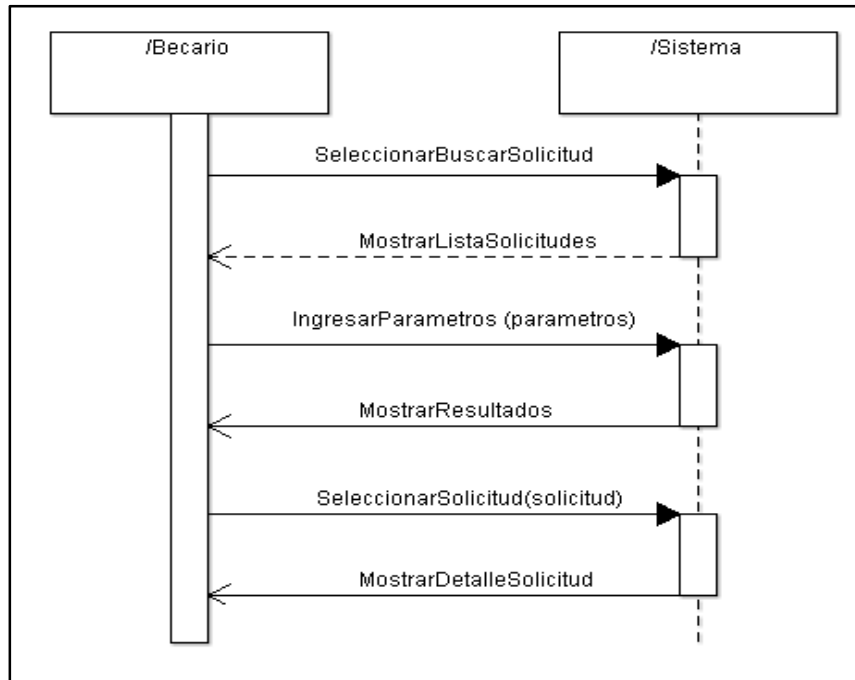 /Becario
/Sistema
SeleccionarBuscarSolicitud
MostrarListaSolicitudes
IngresarParametros (parametros)
MostrarResultados
SeleccionarSolicitud(solicitud)
MostrarDetalleSolicitud